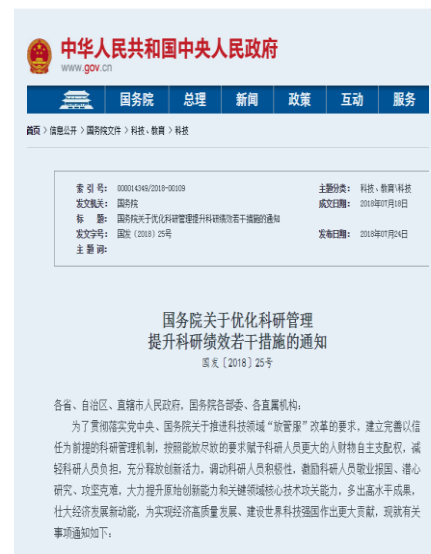 中华人民共和国中央人民政府
www.gov.cn
国务院 总理 新闻 政策 互动 服务
首页 > 信息公开 > 国务院文件 > 科技、教育 > 科技
索 引 号: 000014349/2018-00109 主题分类: 科技、教育\科技
发文机关: 国务院 成文日期: 2018年07月18日
标 题: 国务院关于优化科研管理提升科研绩效若干措施的通知
发文字号: 国发〔2018〕25号 发布日期: 2018年07月24日
主 题 词:
国务院关于优化科研管理
提升科研绩效若干措施的通知
国发〔2018〕25号
各省、自治区、直辖市人民政府,国务院各部委、各直属机构:
为了贯彻落实党中央、国务院关于推进科技领域“放管服”改革的要求,建立完善以信
任为前提的科研管理机制,按照能放尽放的要求赋予科研人员更大的人财物自主支配权,减
轻科研人员负担,充分释放创新活力,调动科研人员积极性,激励科研人员敬业报国、潜心
研究、攻坚克难,大力提升原始创新能力和关键领域核心技术攻关能力,多出高水平成果,
壮大经济发展新动能,为实现经济高质量发展、建设世界科技强国作出更大贡献,现就有关
事项通知如下: